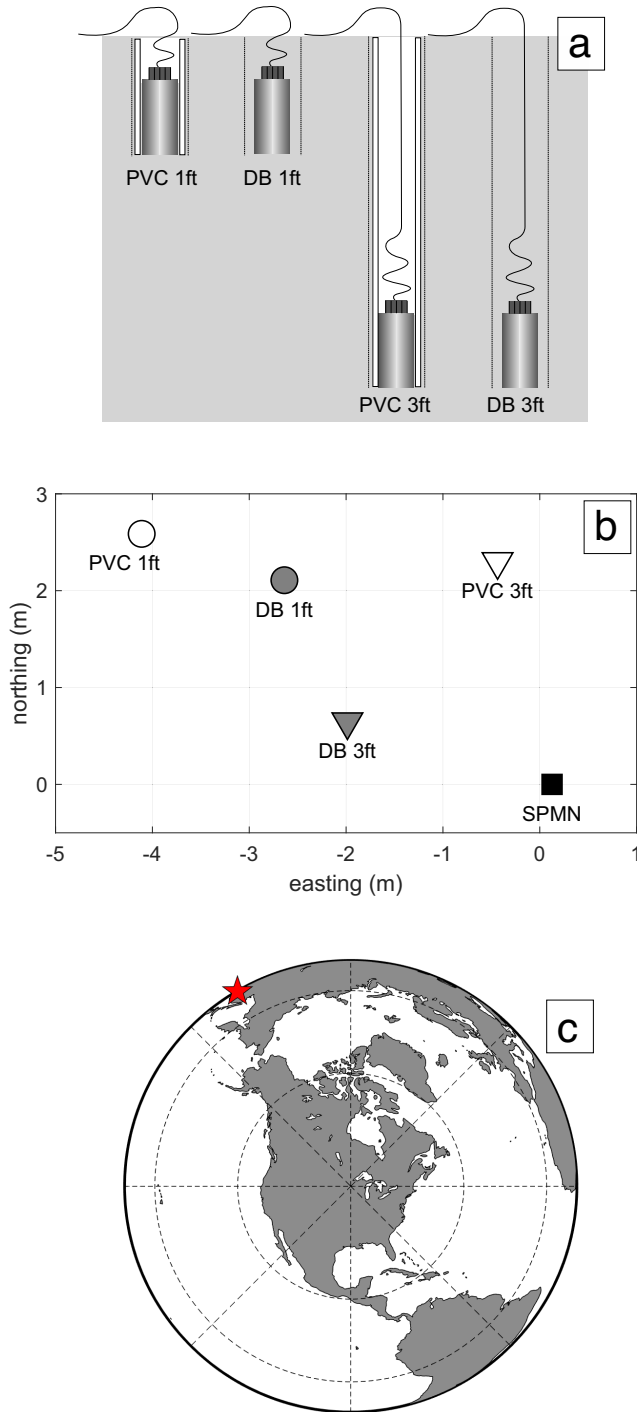 a
PVC 1ft
DB 1ft
PVC 3ft
DB 3ft
b
3
2
1
0
northing (m)
PVC 1ft
DB 1ft
PVC 3ft
DB 3ft
SPMN
-5 -4 -3 -2 -1 0 1
easting (m)
c